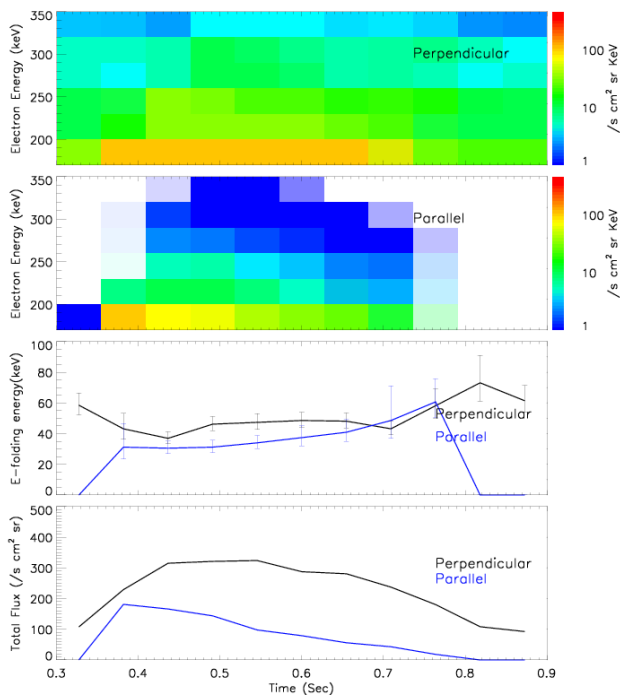 350
300
250
200
Electron Energy (keV)
Perpendicular
100
10
1
/s cm² sr KeV
350
300
250
200
Electron Energy (keV)
Parallel
100
10
1
/s cm² sr KeV
100
80
60
40
20
0
E-folding energy(keV)
Perpendicular
Parallel
500
400
300
200
100
0
Total Flux (/s cm² sr)
Perpendicular
Parallel
0.3 0.4 0.5 0.6 0.7 0.8 0.9
Time (Sec)